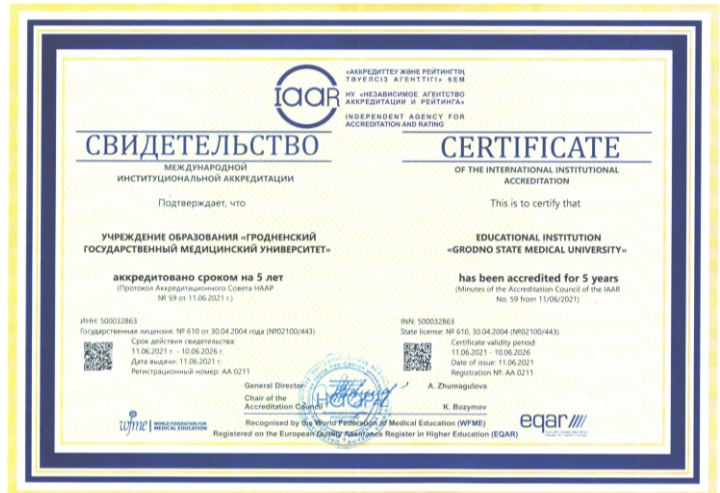 IAAR
«АККРЕДИТТЕУ ЖӘНЕ РЕЙТИНГТІҢ
ТӘУЕЛСІЗ АГЕНТТІГІ» КЕМ
НУ «НЕЗАВИСИМОЕ АГЕНТСТВО
АККРЕДИТАЦИИ И РЕЙТИНГА»
INDEPENDENT AGENCY FOR
ACCREDITATION AND RATING
СВИДЕТЕЛЬСТВО
МЕЖДУНАРОДНОЙ
ИНСТИТУЦИОНАЛЬНОЙ АККРЕДИТАЦИИ
Подтверждает, что
УЧРЕЖДЕНИЕ ОБРАЗОВАНИЯ «ГРОДНЕНСКИЙ
ГОСУДАРСТВЕННЫЙ МЕДИЦИНСКИЙ УНИВЕРСИТЕТ»
аккредитовано сроком на 5 лет
(Протокол Аккредитационного Совета НААР
№ 59 от 11.06.2021 г.)
ИНН: 500032863
Государственная лицензия: № 610 от 30.04.2004 года (№02100/443)
Срок действия свидетельства:
11.06.2021 г. - 10.06.2026 г.
Дата выдачи: 11.06.2021 г.
Регистрационный номер: АА 0211
CERTIFICATE
OF THE INTERNATIONAL INSTITUTIONAL
ACCREDITATION
This is to certify that
EDUCATIONAL INSTITUTION
«GRODNO STATE MEDICAL UNIVERSITY»
has been accredited for 5 years
(Minutes of the Accreditation Council of the IAAR
No. 59 from 11/06/2021)
INN: 500032863
State license: № 610, 30.04.2004 (№02100/443)
Certificate validity period:
11.06.2021 - 10.06.2026
Date of issue: 11.06.2021
Registration №: AA 0211
General Director A. Zhumagulova
Chair of the
Accreditation Council K. Bozymov
НААР
wfme WORLD FEDERATION FOR
MEDICAL EDUCATION
Recognised by the World Federation of Medical Education (WFME)
Registered on the European Quality Assurance Register in Higher Education (EQAR)
eqar